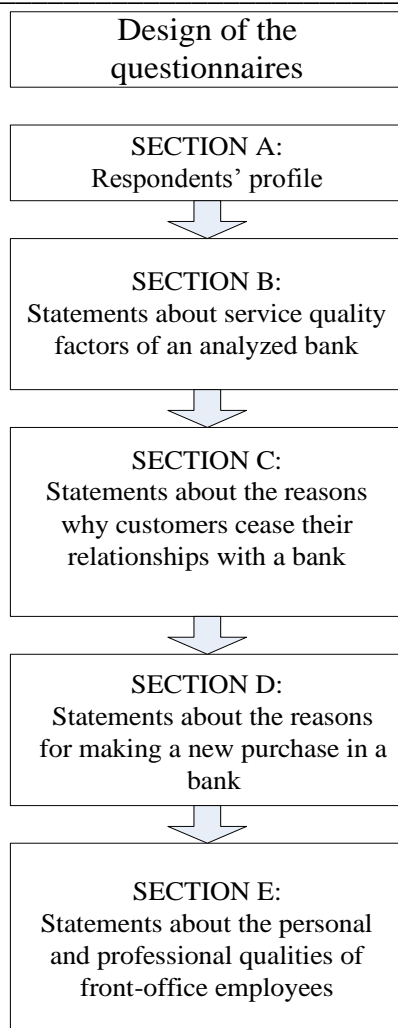 Design of the
questionnaires
SECTION A:
Respondents’ profile
SECTION B:
Statements about service quality
factors of an analyzed bank
SECTION C:
Statements about the reasons
why customers cease their
relationships with a bank
SECTION D:
Statements about the reasons
for making a new purchase in a
bank
SECTION E:
Statements about the personal
and professional qualities of
front-office employees